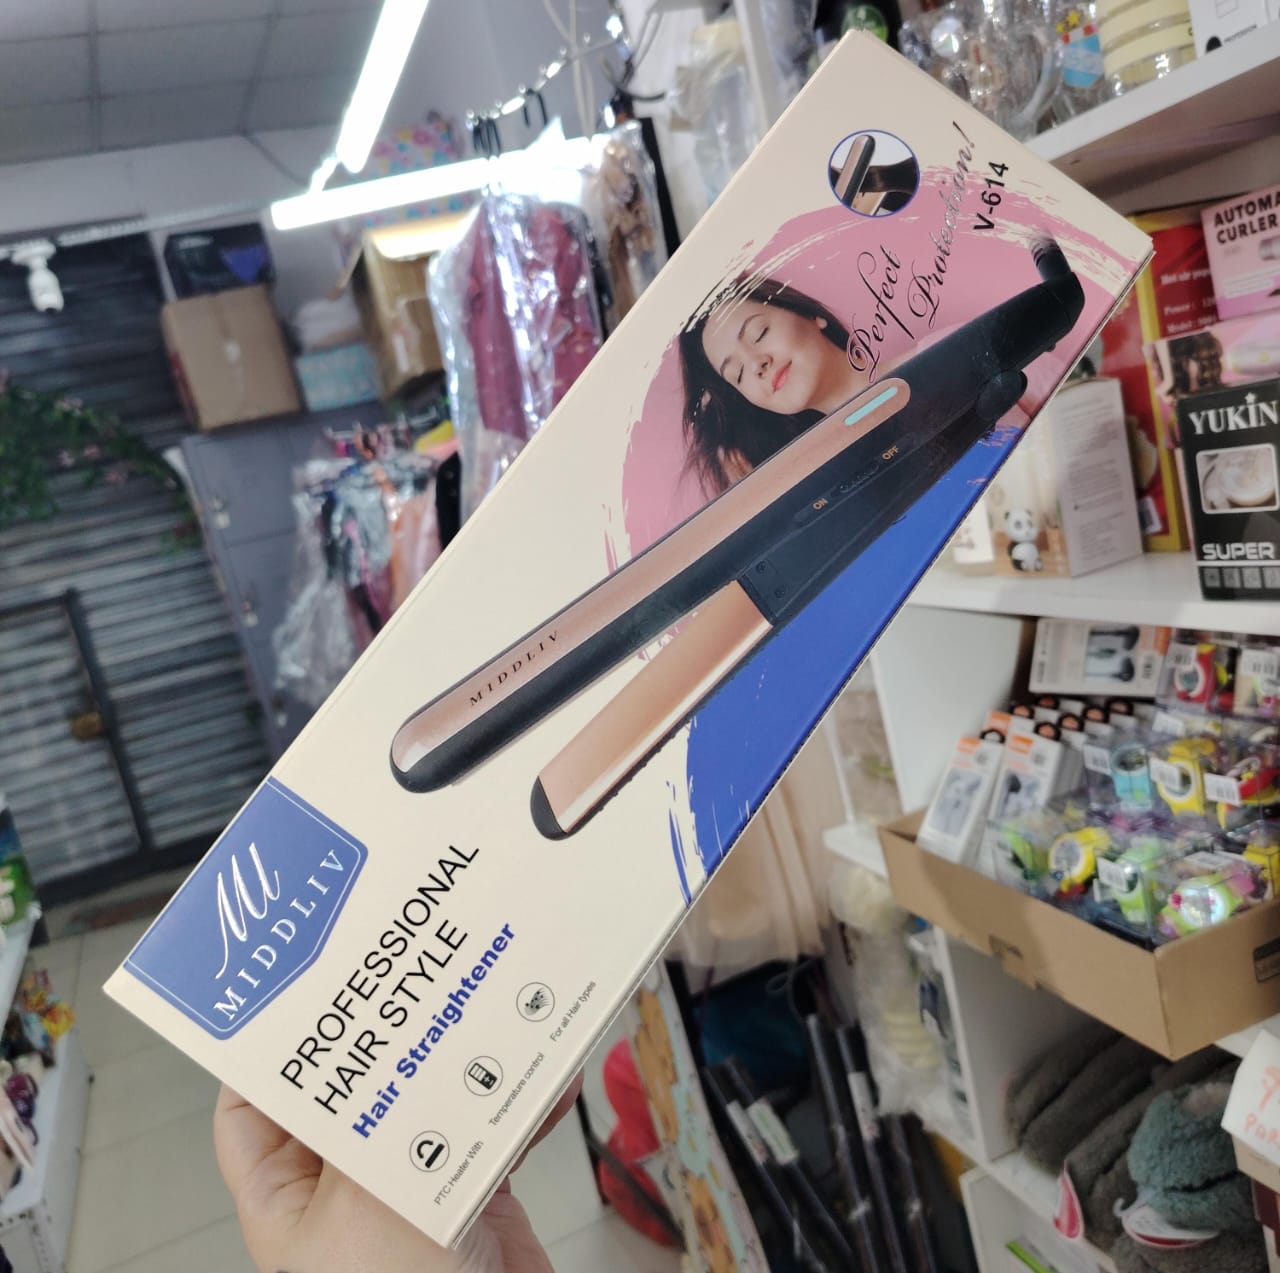 Perfect
Protection!
V-614
ON
OFF
MIDDLIV
MIDDLIV
PROFESSIONAL
HAIR STYLE
Hair Straightener
PTC Heater With
Temperature control
For all Hair types
AUTOMA
CURLER
YUKIN
SUPER